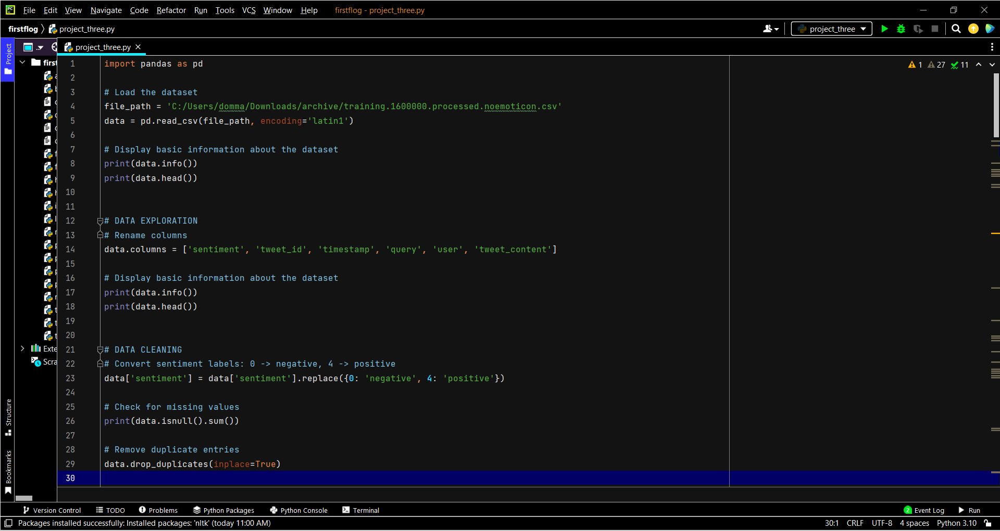 File Edit View Navigate Code Refactor Run Tools VCS Window Help firstflog - project_three.py
firstflog project_three.py project_three
Project
project_three.py
first
1 import pandas as pd
1 27 11
2
3 # Load the dataset
4 file_path = 'C:/Users/domma/Downloads/archive/training.1600000.processed.noemoticon.csv'
5 data = pd.read_csv(file_path, encoding='latin1')
6
7 # Display basic information about the dataset
8 print(data.info())
9 print(data.head())
10
11
12 # DATA EXPLORATION
13 # Rename columns
14 data.columns = ['sentiment', 'tweet_id', 'timestamp', 'query', 'user', 'tweet_content']
15
16 # Display basic information about the dataset
17 print(data.info())
18 print(data.head())
19
20
21 # DATA CLEANING
22 # Convert sentiment labels: 0 -> negative, 4 -> positive
23 data['sentiment'] = data['sentiment'].replace({0: 'negative', 4: 'positive'})
24
25 # Check for missing values
26 print(data.isnull().sum())
27
28 # Remove duplicate entries
29 data.drop_duplicates(inplace=True)
30
Exte
Scra
Structure
Bookmarks
Version Control TODO Problems Python Packages Python Console Terminal 2 Event Log Run
Packages installed successfully: Installed packages: 'nltk' (today 11:00 AM) 30:1 CRLF UTF-8 4 spaces Python 3.10